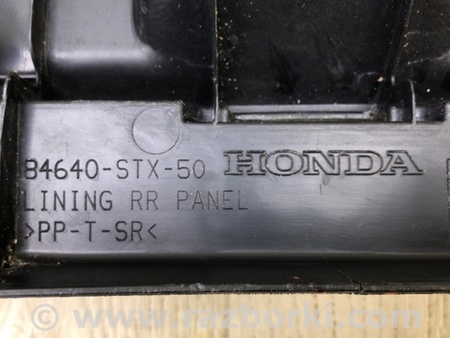 84640-STX-50 HONDA
LINING RR PANEL
>PP-T-SR<
www.razborki.com